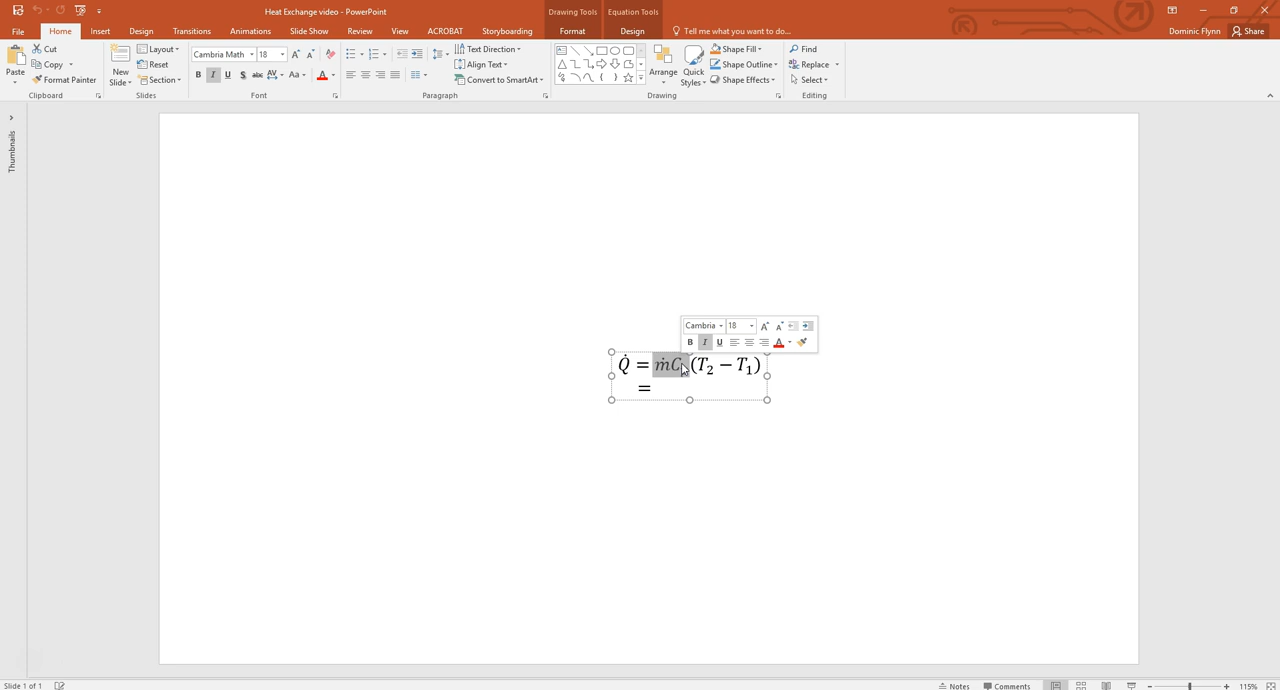 Heat Exchange video - PowerPoint
Drawing Tools
Equation Tools
File
Home
Insert
Design
Transitions
Animations
Slide Show
Review
View
ACROBAT
Storyboarding
Format
Design
Tell me what you want to do...
Dominic Flynn
Share
Paste
Cut
Copy
Format Painter
Clipboard
New Slide
Layout
Reset
Section
Slides
Cambria Math
18
B I U S abc AV Aa A
Font
Text Direction
Align Text
Convert to SmartArt
Paragraph
Arrange
Quick Styles
Shape Fill
Shape Outline
Shape Effects
Drawing
Find
Replace
Select
Editing
Thumbnails
Cambria
18
B I U A
Q̇ = ṁC (T₂ − T₁)
=
Slide 1 of 1
Notes
Comments
115%